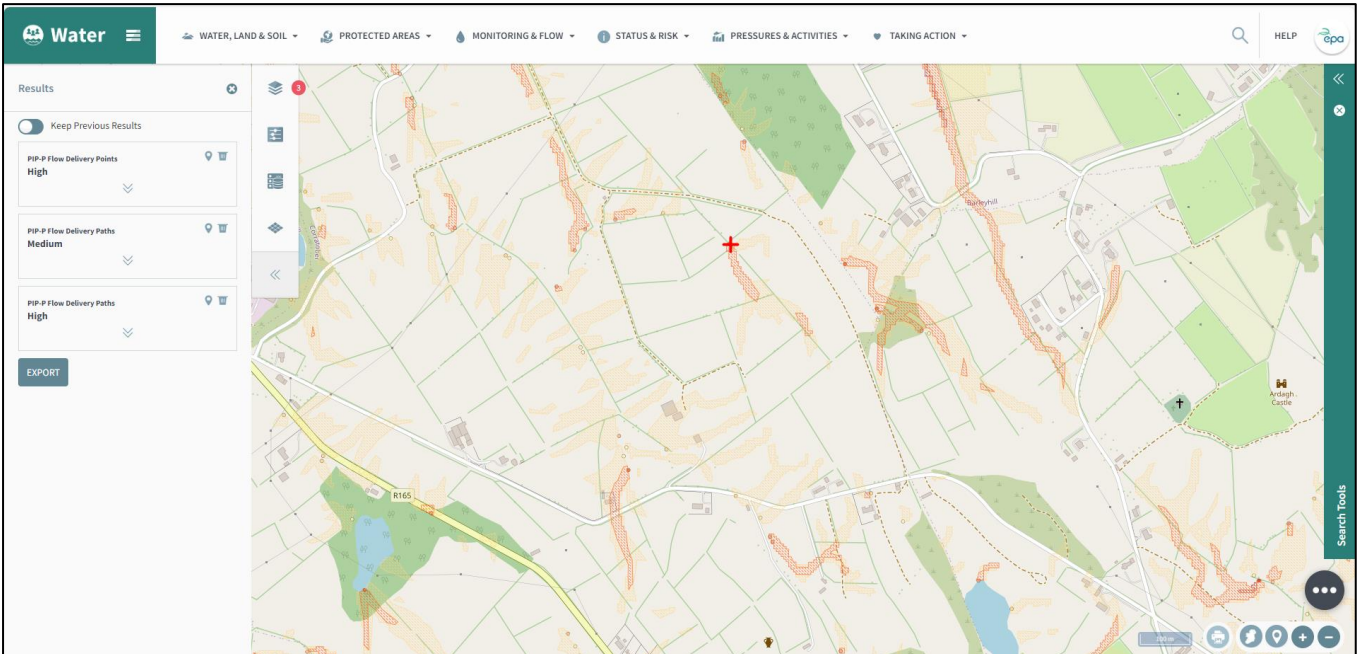 Water
WATER, LAND & SOIL
PROTECTED AREAS
MONITORING & FLOW
STATUS & RISK
PRESSURES & ACTIVITIES
TAKING ACTION
HELP
epa
Results
3
Keep Previous Results
PIP-P Flow Delivery Points
High
PIP-P Flow Delivery Paths
Medium
PIP-P Flow Delivery Paths
High
EXPORT
Barleyhill
Ardagh
Castle
R165
Search Tools